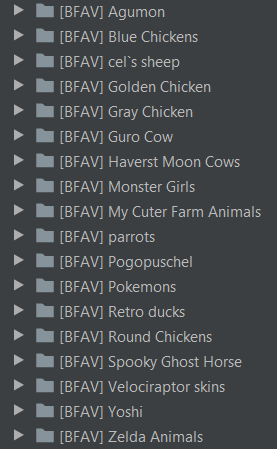 [BFAV] Agumon
[BFAV] Blue Chickens
[BFAV] cel`s sheep
[BFAV] Golden Chicken
[BFAV] Gray Chicken
[BFAV] Guro Cow
[BFAV] Haverst Moon Cows
[BFAV] Monster Girls
[BFAV] My Cuter Farm Animals
[BFAV] parrots
[BFAV] Pogopuschel
[BFAV] Pokemons
[BFAV] Retro ducks
[BFAV] Round Chickens
[BFAV] Spooky Ghost Horse
[BFAV] Velociraptor skins
[BFAV] Yoshi
[BFAV] Zelda Animals